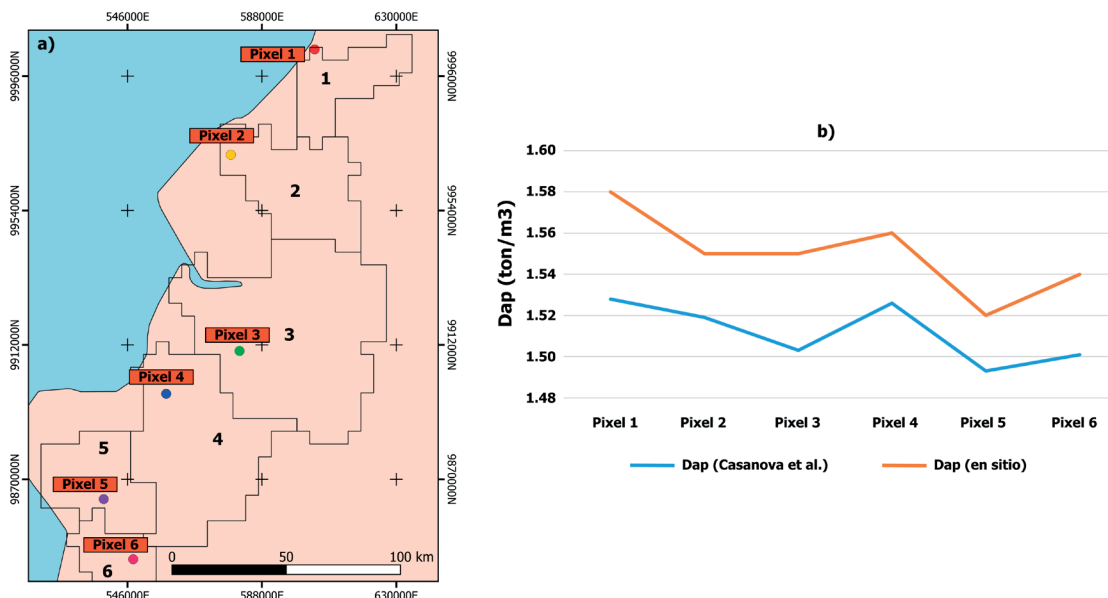 546000E 588000E 630000E
a)
Pixel 1
1
9996000N 9996000N
Pixel 2
2
9954000N 9954000N
3
Pixel 3
9912000N 9912000N
Pixel 4
4
5
Pixel 5
9870000N 9870000N
Pixel 6
6
0 50 100 km
546000E 588000E 630000E
b)
Dap (ton/m3)
1.60
1.58
1.56
1.54
1.52
1.50
1.48
Pixel 1 Pixel 2 Pixel 3 Pixel 4 Pixel 5 Pixel 6
Dap (Casanova et al.) Dap (en sitio)